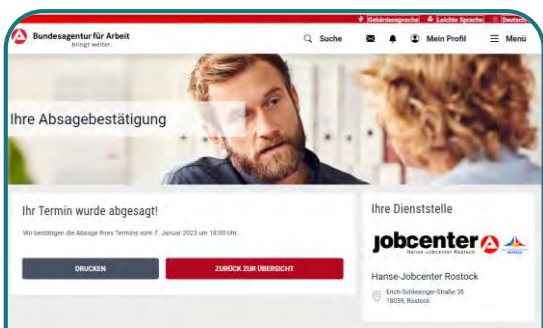 Gebärdensprache Leichte Sprache Deutsch
Bundesagentur für Arbeit
bringt weiter.
Suche Mein Profil Menü
Ihre Absagebestätigung
Ihr Termin wurde abgesagt!
Wir bestätigen die Absage Ihres Termins vom 7. Januar 2023 um 18:00 Uhr.
DRUCKEN ZURÜCK ZUR ÜBERSICHT
Ihre Dienststelle
jobcenter
Hanse-Jobcenter Rostock
Hanse-Jobcenter Rostock
Erich-Schlesinger-Straße 35
18059, Rostock